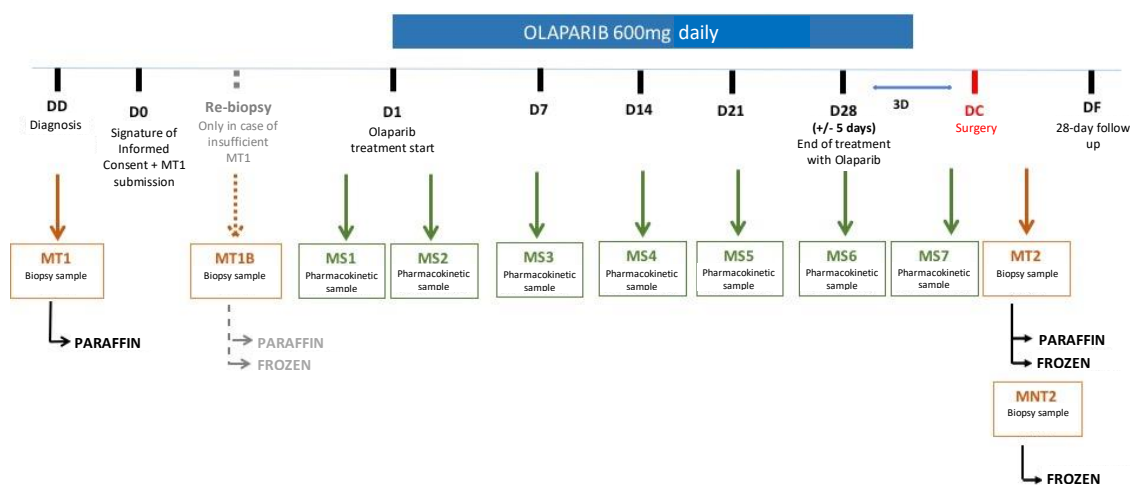 OLAPARIB 600mg daily
DD
Diagnosis
D0
Signature of
Informed
Consent + MT1
submission
Re-biopsy
Only in case of
insufficient
MT1
D1
Olaparib
treatment start
D7
D14
D21
D28
(+/- 5 days)
End of treatment
with Olaparib
3D
DC
Surgery
DF
28-day follow
up
MT1
Biopsy sample
MT1B
Biopsy sample
MS1
Pharmacokinetic
sample
MS2
Pharmacokinetic
sample
MS3
Pharmacokinetic
sample
MS4
Pharmacokinetic
sample
MS5
Pharmacokinetic
sample
MS6
Pharmacokinetic
sample
MS7
Pharmacokinetic
sample
MT2
Biopsy sample
PARAFFIN
PARAFFIN
FROZEN
PARAFFIN
FROZEN
MNT2
Biopsy sample
FROZEN